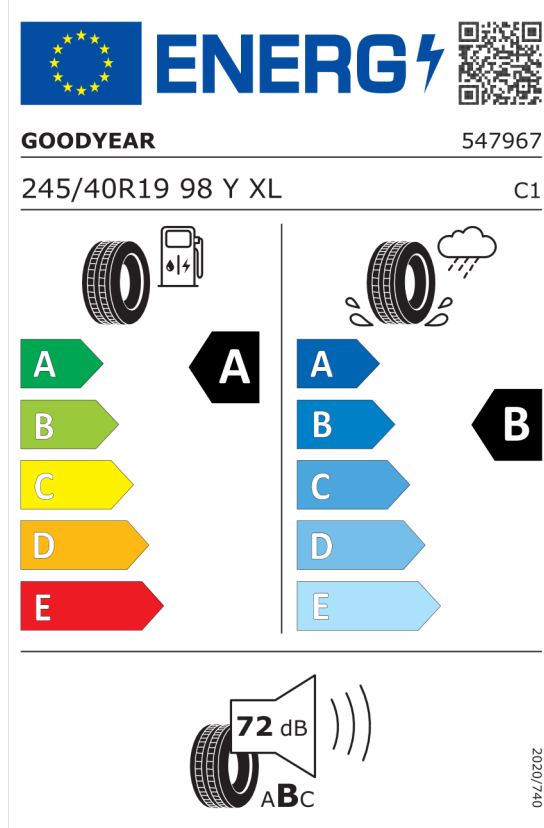 ENERG
GOODYEAR 547967
245/40R19 98 Y XL C1
A A A
B B B
C C
D D
E E
72 dB
ABC
2020/740